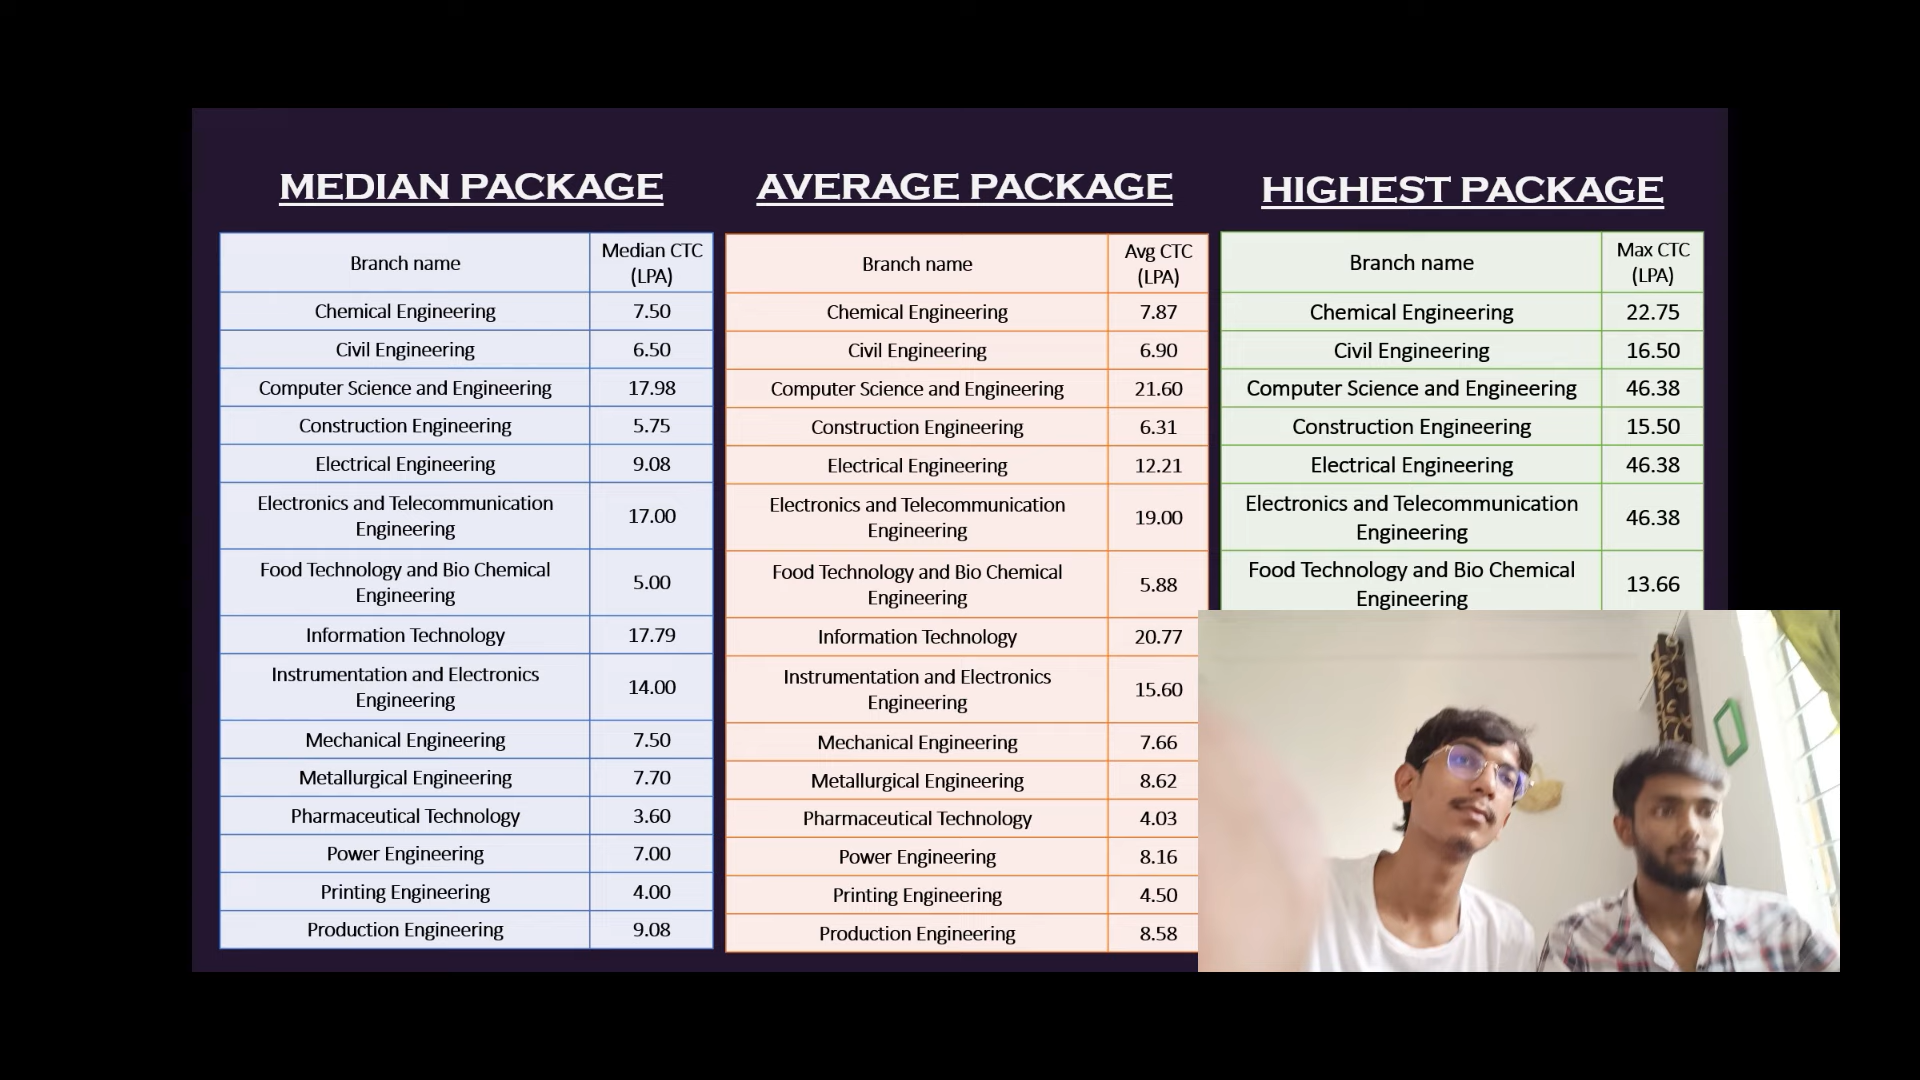 MEDIAN PACKAGE
Branch name
Median CTC
(LPA)
Chemical Engineering 7.50
Civil Engineering 6.50
Computer Science and Engineering 17.98
Construction Engineering 5.75
Electrical Engineering 9.08
Electronics and Telecommunication
Engineering
17.00
Food Technology and Bio Chemical
Engineering
5.00
Information Technology 17.79
Instrumentation and Electronics
Engineering
14.00
Mechanical Engineering 7.50
Metallurgical Engineering 7.70
Pharmaceutical Technology 3.60
Power Engineering 7.00
Printing Engineering 4.00
Production Engineering 9.08
AVERAGE PACKAGE
Branch name
Avg CTC
(LPA)
Chemical Engineering 7.87
Civil Engineering 6.90
Computer Science and Engineering 21.60
Construction Engineering 6.31
Electrical Engineering 12.21
Electronics and Telecommunication
Engineering
19.00
Food Technology and Bio Chemical
Engineering
5.88
Information Technology 20.77
Instrumentation and Electronics
Engineering
15.60
Mechanical Engineering 7.66
Metallurgical Engineering 8.62
Pharmaceutical Technology 4.03
Power Engineering 8.16
Printing Engineering 4.50
Production Engineering 8.58
HIGHEST PACKAGE
Branch name
Max CTC
(LPA)
Chemical Engineering 22.75
Civil Engineering 16.50
Computer Science and Engineering 46.38
Construction Engineering 15.50
Electrical Engineering 46.38
Electronics and Telecommunication
Engineering
46.38
Food Technology and Bio Chemical
Engineering
13.66